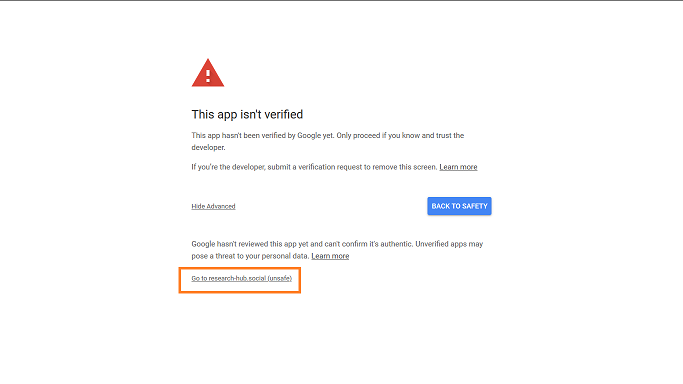 This app isn't verified
This app hasn't been verified by Google yet. Only proceed if you know and trust the
developer.
If you're the developer, submit a verification request to remove this screen. Learn more
Hide Advanced
BACK TO SAFETY
Google hasn't reviewed this app yet and can't confirm it's authentic. Unverified apps may
pose a threat to your personal data. Learn more
Go to research-hub.social (unsafe)